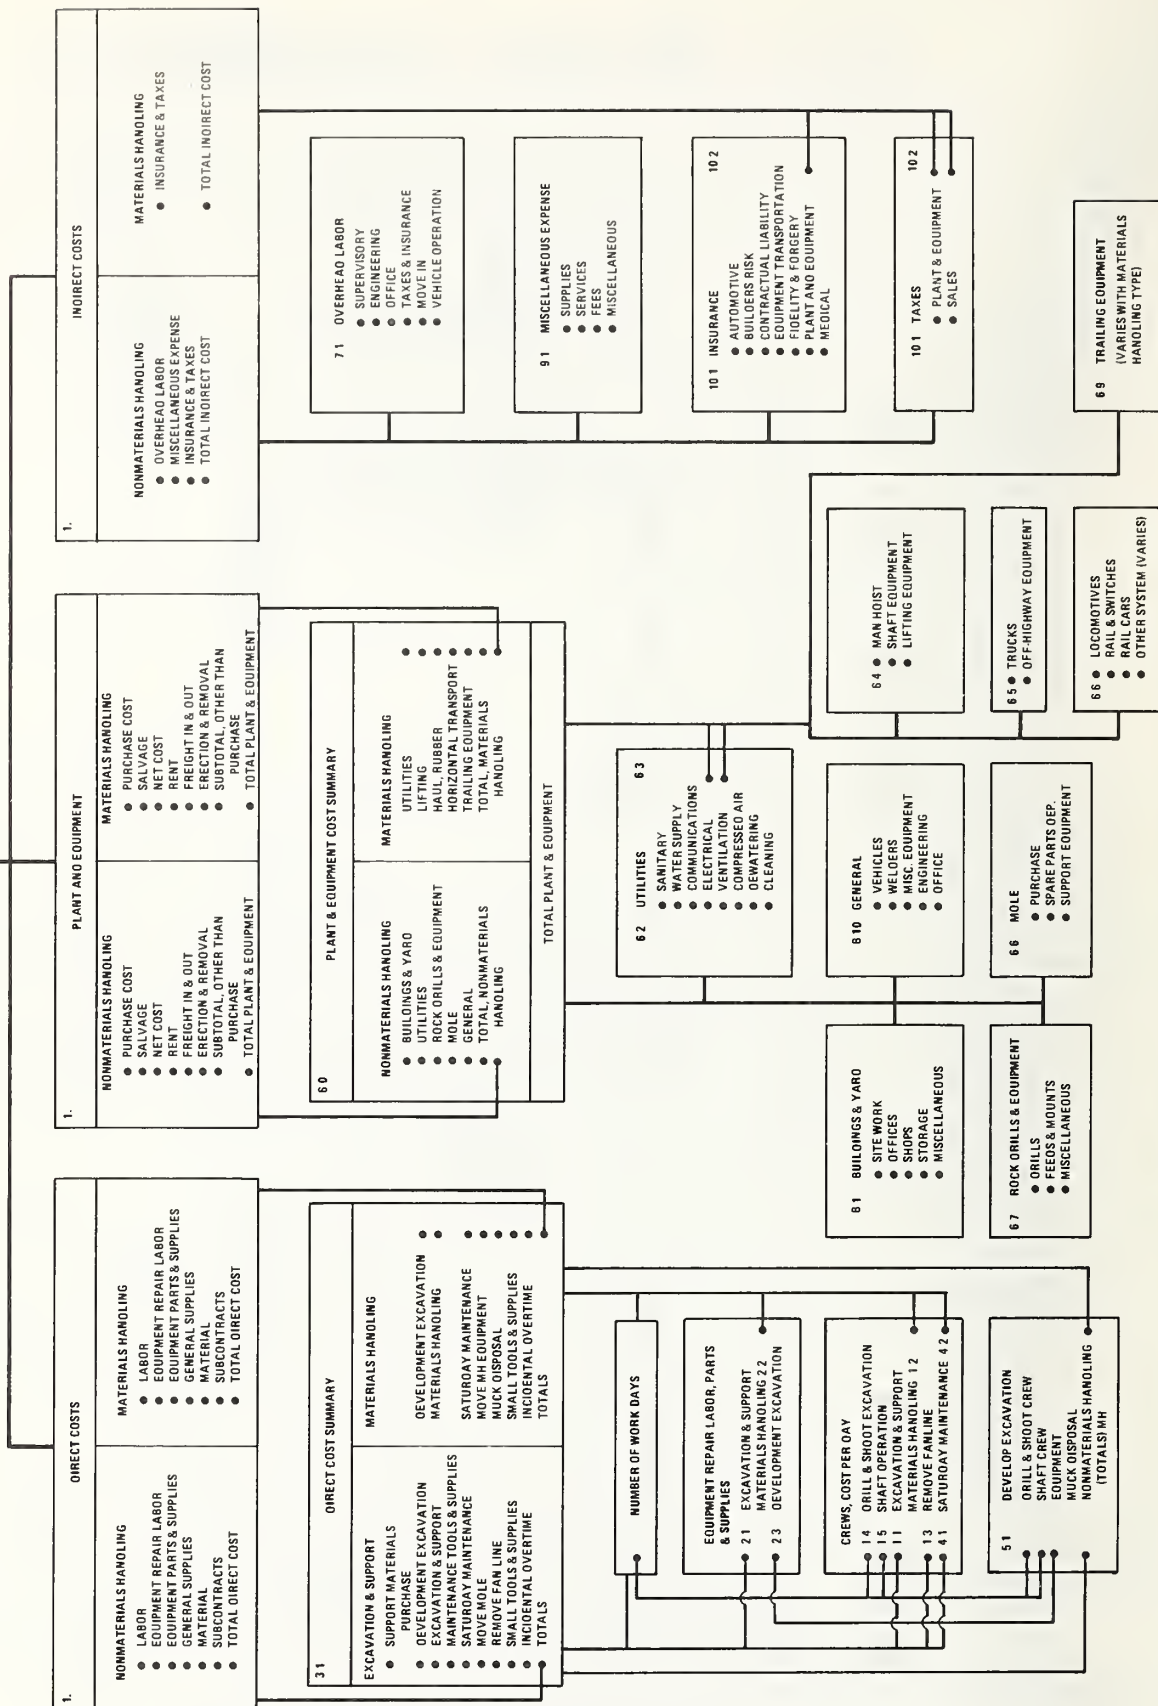 1.
DIRECT COSTS
NONMATERIALS HANDLING
● LABOR
● EQUIPMENT REPAIR LABOR
● EQUIPMENT PARTS & SUPPLIES
● GENERAL SUPPLIES
● MATERIAL
● SUBCONTRACTS
● TOTAL DIRECT COST
MATERIALS HANDLING
● LABOR
● EQUIPMENT REPAIR LABOR
● EQUIPMENT PARTS & SUPPLIES
● GENERAL SUPPLIES
● MATERIAL
● SUBCONTRACTS
● TOTAL DIRECT COST
31
DIRECT COST SUMMARY
EXCAVATION & SUPPORT
● SUPPORT MATERIALS
PURCHASE
● DEVELOPMENT EXCAVATION
● EXCAVATION & SUPPORT
● MAINTENANCE TOOLS & SUPPLIES
● SATURDAY MAINTENANCE
● MOVE MOLE
● REMOVE FAN LINE
● SMALL TOOLS & SUPPLIES
● INCIDENTAL OVERTIME
● TOTALS
MATERIALS HANDLING
DEVELOPMENT EXCAVATION ●
MATERIALS HANDLING ●
SATURDAY MAINTENANCE ●
MOVE MH EQUIPMENT ●
MUCK DISPOSAL ●
SMALL TOOLS & SUPPLIES ●
INCIDENTAL OVERTIME ●
TOTALS ●
NUMBER OF WORK DAYS
EQUIPMENT REPAIR LABOR, PARTS
& SUPPLIES
21 EXCAVATION & SUPPORT
MATERIALS HANDLING 22
23 DEVELOPMENT EXCAVATION
CREWS, COST PER DAY
14 DRILL & SHOOT EXCAVATION
15 SHAFT OPERATION
11 EXCAVATION & SUPPORT
MATERIALS HANDLING 12
13 REMOVE FANLINE
41 SATURDAY MAINTENANCE 42
51 DEVELOP EXCAVATION
DRILL & SHOOT CREW
SHAFT CREW
EQUIPMENT
MUCK DISPOSAL
NONMATERIALS HANDLING
(TOTALS) MH
1.
PLANT AND EQUIPMENT
NONMATERIALS HANDLING
● PURCHASE COST
● SALVAGE
● NET COST
● RENT
● FREIGHT IN & OUT
● ERECTION & REMOVAL
● SUBTOTAL, OTHER THAN
PURCHASE
● TOTAL PLANT & EQUIPMENT
MATERIALS HANDLING
● PURCHASE COST
● SALVAGE
● NET COST
● RENT
● FREIGHT IN & OUT
● ERECTION & REMOVAL
● SUBTOTAL, OTHER THAN
PURCHASE
● TOTAL PLANT & EQUIPMENT
60
PLANT & EQUIPMENT COST SUMMARY
NONMATERIALS HANDLING
● BUILDINGS & YARD
● UTILITIES
● ROCK DRILLS & EQUIPMENT
● MOLE
● GENERAL
● TOTAL, NONMATERIALS
HANDLING
MATERIALS HANDLING
UTILITIES ●
LIFTING ●
HAUL, RUBBER ●
HORIZONTAL TRANSPORT ●
TRAILING EQUIPMENT ●
TOTAL, MATERIALS ●
HANDLING ●
TOTAL PLANT & EQUIPMENT
62 UTILITIES 63
● SANITARY
● WATER SUPPLY
● COMMUNICATIONS
● ELECTRICAL
● VENTILATION
● COMPRESSED AIR
● DEWATERING
● CLEANING
81 BUILDINGS & YARD
● SITE WORK
● OFFICES
● SHOPS
● STORAGE
● MISCELLANEOUS
810 GENERAL
● VEHICLES
● WELDERS
● MISC. EQUIPMENT
● ENGINEERING
● OFFICE
64 ● MAN HOIST
● SHAFT EQUIPMENT
● LIFTING EQUIPMENT
67 ROCK DRILLS & EQUIPMENT
● DRILLS
● FEEDS & MOUNTS
● MISCELLANEOUS
66 MOLE
● PURCHASE
● SPARE PARTS DEP.
● SUPPORT EQUIPMENT
65 ● TRUCKS
● OFF-HIGHWAY EQUIPMENT
66 ● LOCOMOTIVES
● RAIL & SWITCHES
● RAIL CARS
● OTHER SYSTEM (VARIES)
69 TRAILING EQUIPMENT
(VARIES WITH MATERIALS
HANDLING TYPE)
1.
INDIRECT COSTS
NONMATERIALS HANDLING
● OVERHEAD LABOR
● MISCELLANEOUS EXPENSE
● INSURANCE & TAXES
● TOTAL INDIRECT COST
MATERIALS HANDLING
● INSURANCE & TAXES
● TOTAL INDIRECT COST
71 OVERHEAD LABOR
● SUPERVISORY
● ENGINEERING
● OFFICE
● TAXES & INSURANCE
● MOVE IN
● VEHICLE OPERATION
91 MISCELLANEOUS EXPENSE
● SUPPLIES
● SERVICES
● FEES
● MISCELLANEOUS
101 INSURANCE 102
● AUTOMOTIVE
● BUILDERS RISK
● CONTRACTUAL LIABILITY
● EQUIPMENT TRANSPORTATION
● FIDELITY & FORGERY
● PLANT AND EQUIPMENT
● MEDICAL
101 TAXES 102
● PLANT & EQUIPMENT
● SALES